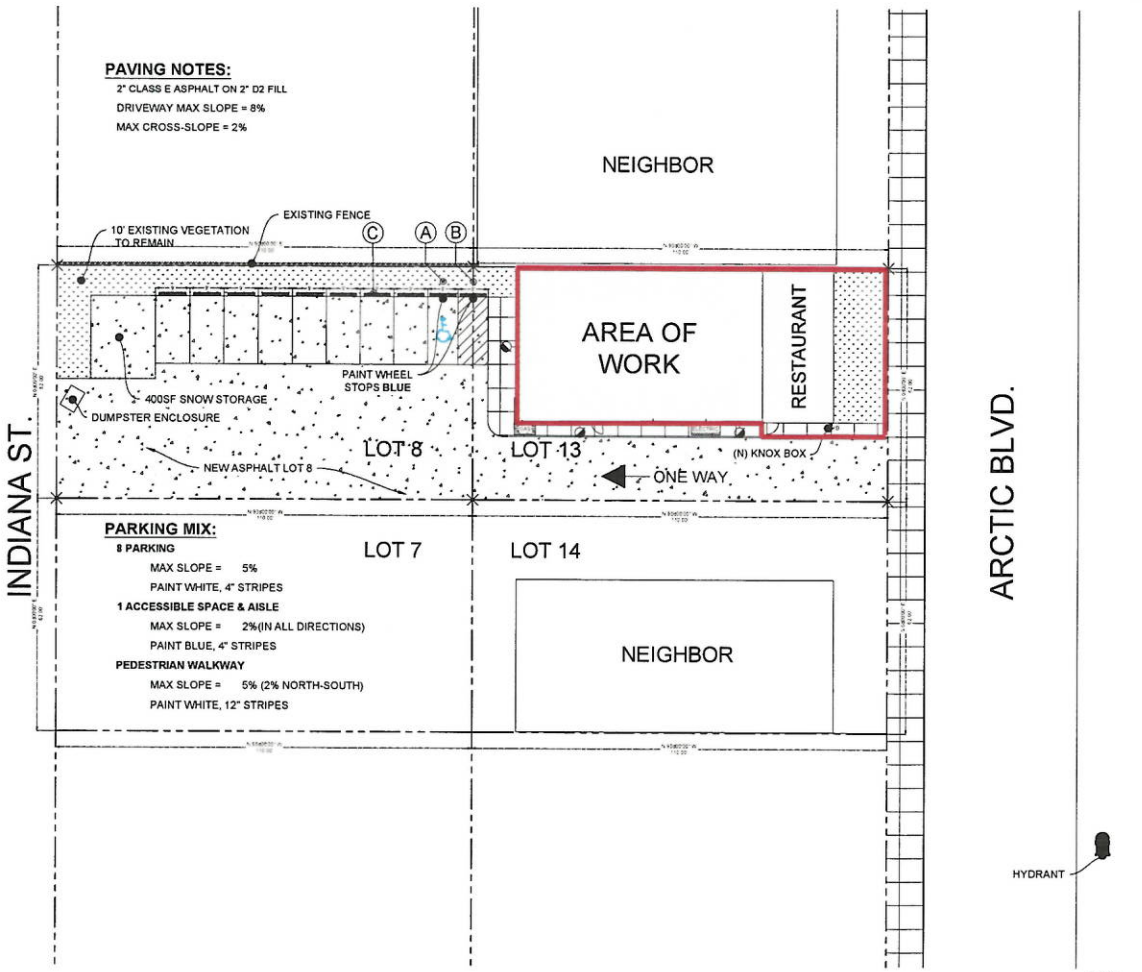 PAVING NOTES:
2" CLASS E ASPHALT ON 2" D2 FILL
DRIVEWAY MAX SLOPE = 8%
MAX CROSS-SLOPE = 2%
NEIGHBOR
EXISTING FENCE
10' EXISTING VEGETATION
TO REMAIN
C
A
B
AREA OF
WORK
RESTAURANT
PAINT WHEEL
STOPS BLUE
400SF SNOW STORAGE
DUMPSTER ENCLOSURE
LOT 8
LOT 13
(N) KNOX BOX
NEW ASPHALT LOT 8
ONE WAY
INDIANA ST.
ARCTIC BLVD.
PARKING MIX:
8 PARKING
MAX SLOPE = 5%
PAINT WHITE, 4" STRIPES
1 ACCESSIBLE SPACE & AISLE
MAX SLOPE = 2%(IN ALL DIRECTIONS)
PAINT BLUE, 4" STRIPES
PEDESTRIAN WALKWAY
MAX SLOPE = 5% (2% NORTH-SOUTH)
PAINT WHITE, 12" STRIPES
LOT 7
LOT 14
NEIGHBOR
HYDRANT